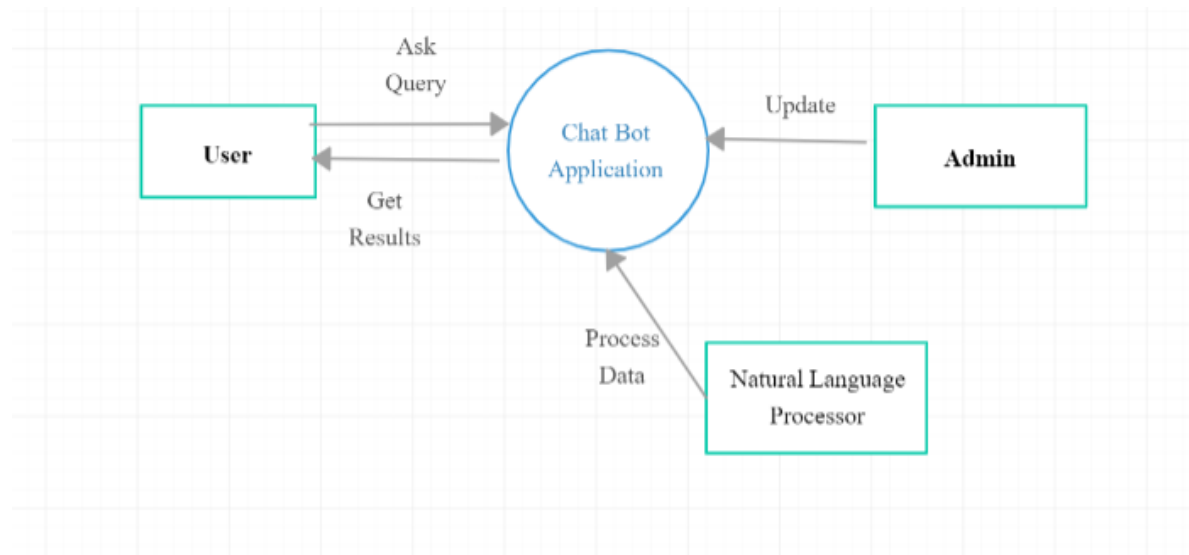 Ask
Query
User
Chat Bot
Application
Update
Admin
Get
Results
Process
Data
Natural Language
Processor